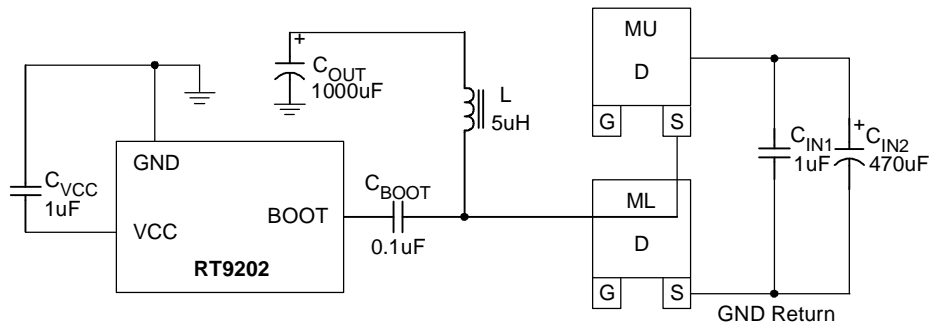 +
C_OUT
1000uF
L
5uH
MU
D
G
S
C_IN1
1uF
+
C_IN2
470uF
GND
C_VCC
1uF
VCC
BOOT
RT9202
C_BOOT
0.1uF
ML
D
G
S
GND Return